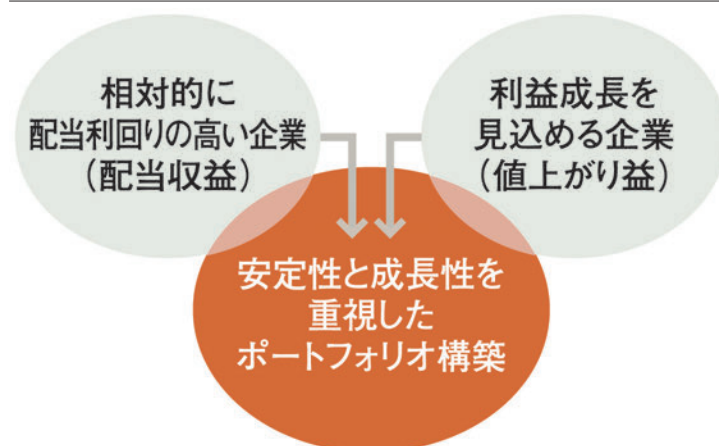 相対的に
配当利回りの高い企業
（配当収益）
利益成長を
見込める企業
（値上がり益）
安定性と成長性を
重視した
ポートフォリオ構築